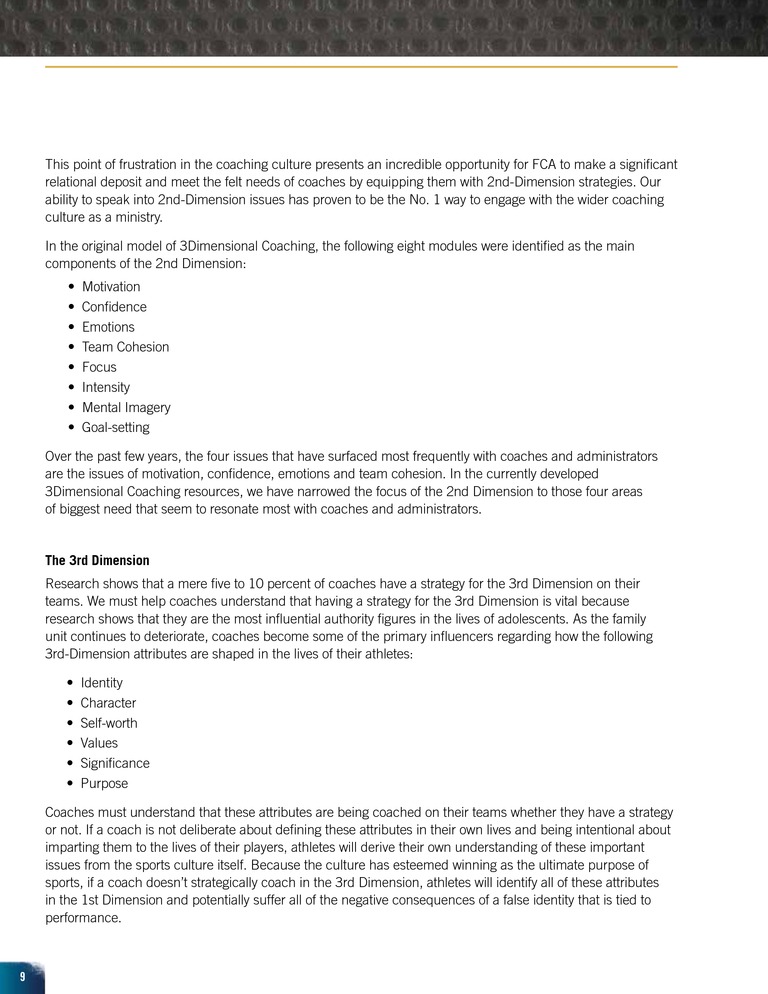 This point of frustration in the coaching culture presents an incredible opportunity for FCA to make a significant
relational deposit and meet the felt needs of coaches by equipping them with 2nd-Dimension strategies. Our
ability to speak into 2nd-Dimension issues has proven to be the No. 1 way to engage with the wider coaching
culture as a ministry.
In the original model of 3Dimensional Coaching, the following eight modules were identified as the main
components of the 2nd Dimension:
• Motivation
• Confidence
• Emotions
• Team Cohesion
• Focus
• Intensity
• Mental Imagery
• Goal-setting
Over the past few years, the four issues that have surfaced most frequently with coaches and administrators
are the issues of motivation, confidence, emotions and team cohesion. In the currently developed
3Dimensional Coaching resources, we have narrowed the focus of the 2nd Dimension to those four areas
of biggest need that seem to resonate most with coaches and administrators.
The 3rd Dimension
Research shows that a mere five to 10 percent of coaches have a strategy for the 3rd Dimension on their
teams. We must help coaches understand that having a strategy for the 3rd Dimension is vital because
research shows that they are the most influential authority figures in the lives of adolescents. As the family
unit continues to deteriorate, coaches become some of the primary influencers regarding how the following
3rd-Dimension attributes are shaped in the lives of their athletes:
• Identity
• Character
• Self-worth
• Values
• Significance
• Purpose
Coaches must understand that these attributes are being coached on their teams whether they have a strategy
or not. If a coach is not deliberate about defining these attributes in their own lives and being intentional about
imparting them to the lives of their players, athletes will derive their own understanding of these important
issues from the sports culture itself. Because the culture has esteemed winning as the ultimate purpose of
sports, if a coach doesn't strategically coach in the 3rd Dimension, athletes will identify all of these attributes
in the 1st Dimension and potentially suffer all of the negative consequences of a false identity that is tied to
performance.
9